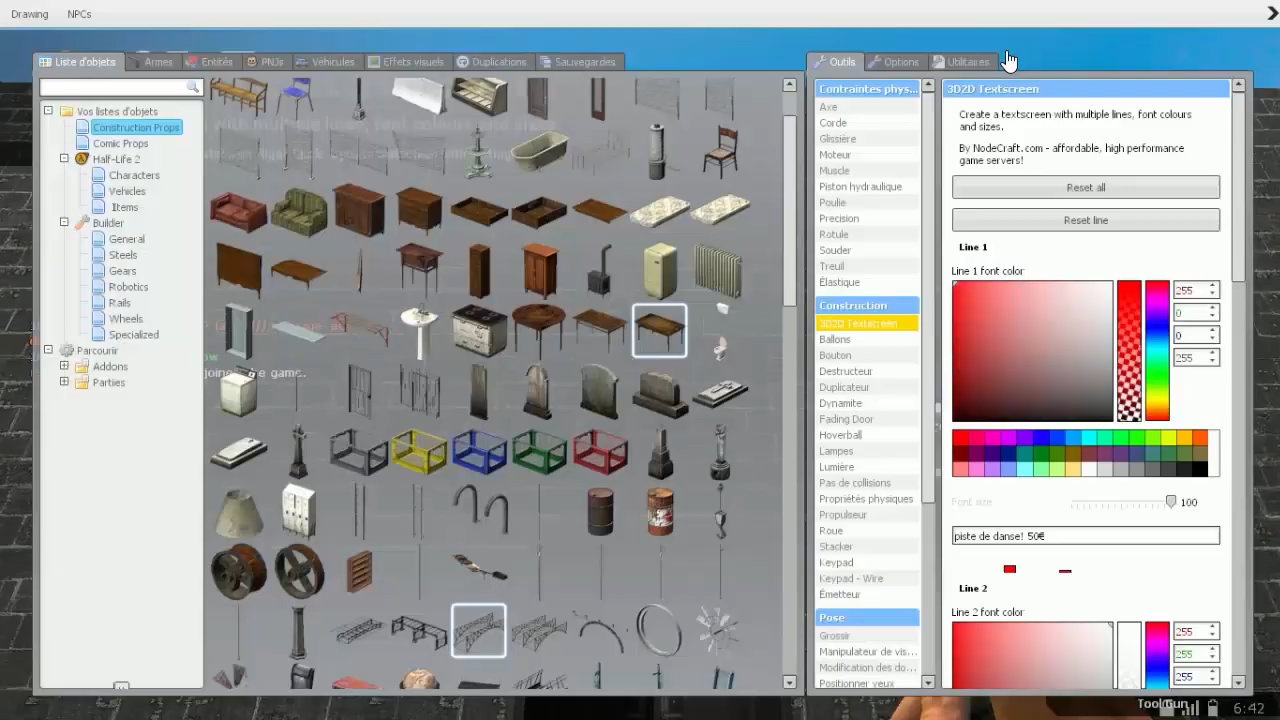 Drawing NPCs
Liste d'objets Armes Entités PNJs Véhicules Effets visuels Duplications Sauvegardes
Vos listes d'objets
Construction Props
Comic Props
Half-Life 2
Characters
Vehicles
Items
Builder
General
Steels
Gears
Robotics
Rails
Wheels
Specialized
Parcourir
Addons
Parties
game.
Outils Options Utilitaires
Contraintes phys...
Axe
Corde
Glissière
Moteur
Muscle
Piston hydraulique
Poulie
Precision
Rotule
Souder
Treuil
Élastique
Construction
3D2D Textscreen
Ballons
Bouton
Destructeur
Duplicateur
Dynamite
Fading Door
Hoverball
Lampes
Lumière
Pas de collisions
Propriétés physiques
Propulseur
Roue
Stacker
Keypad
Keypad - Wire
Émetteur
Pose
Grossir
Manipulateur de vis...
Modification des do...
Positionner yeux
3D2D Textscreen
Create a textscreen with multiple lines, font colours
and sizes.
By NodeCraft.com - affordable, high performance
game servers!
Reset all
Reset line
Line 1
Line 1 font color
255
0
0
255
Font size 100
piste de danse! 50€
Line 2
Line 2 font color
255
255
255
Tool Gun
6:42